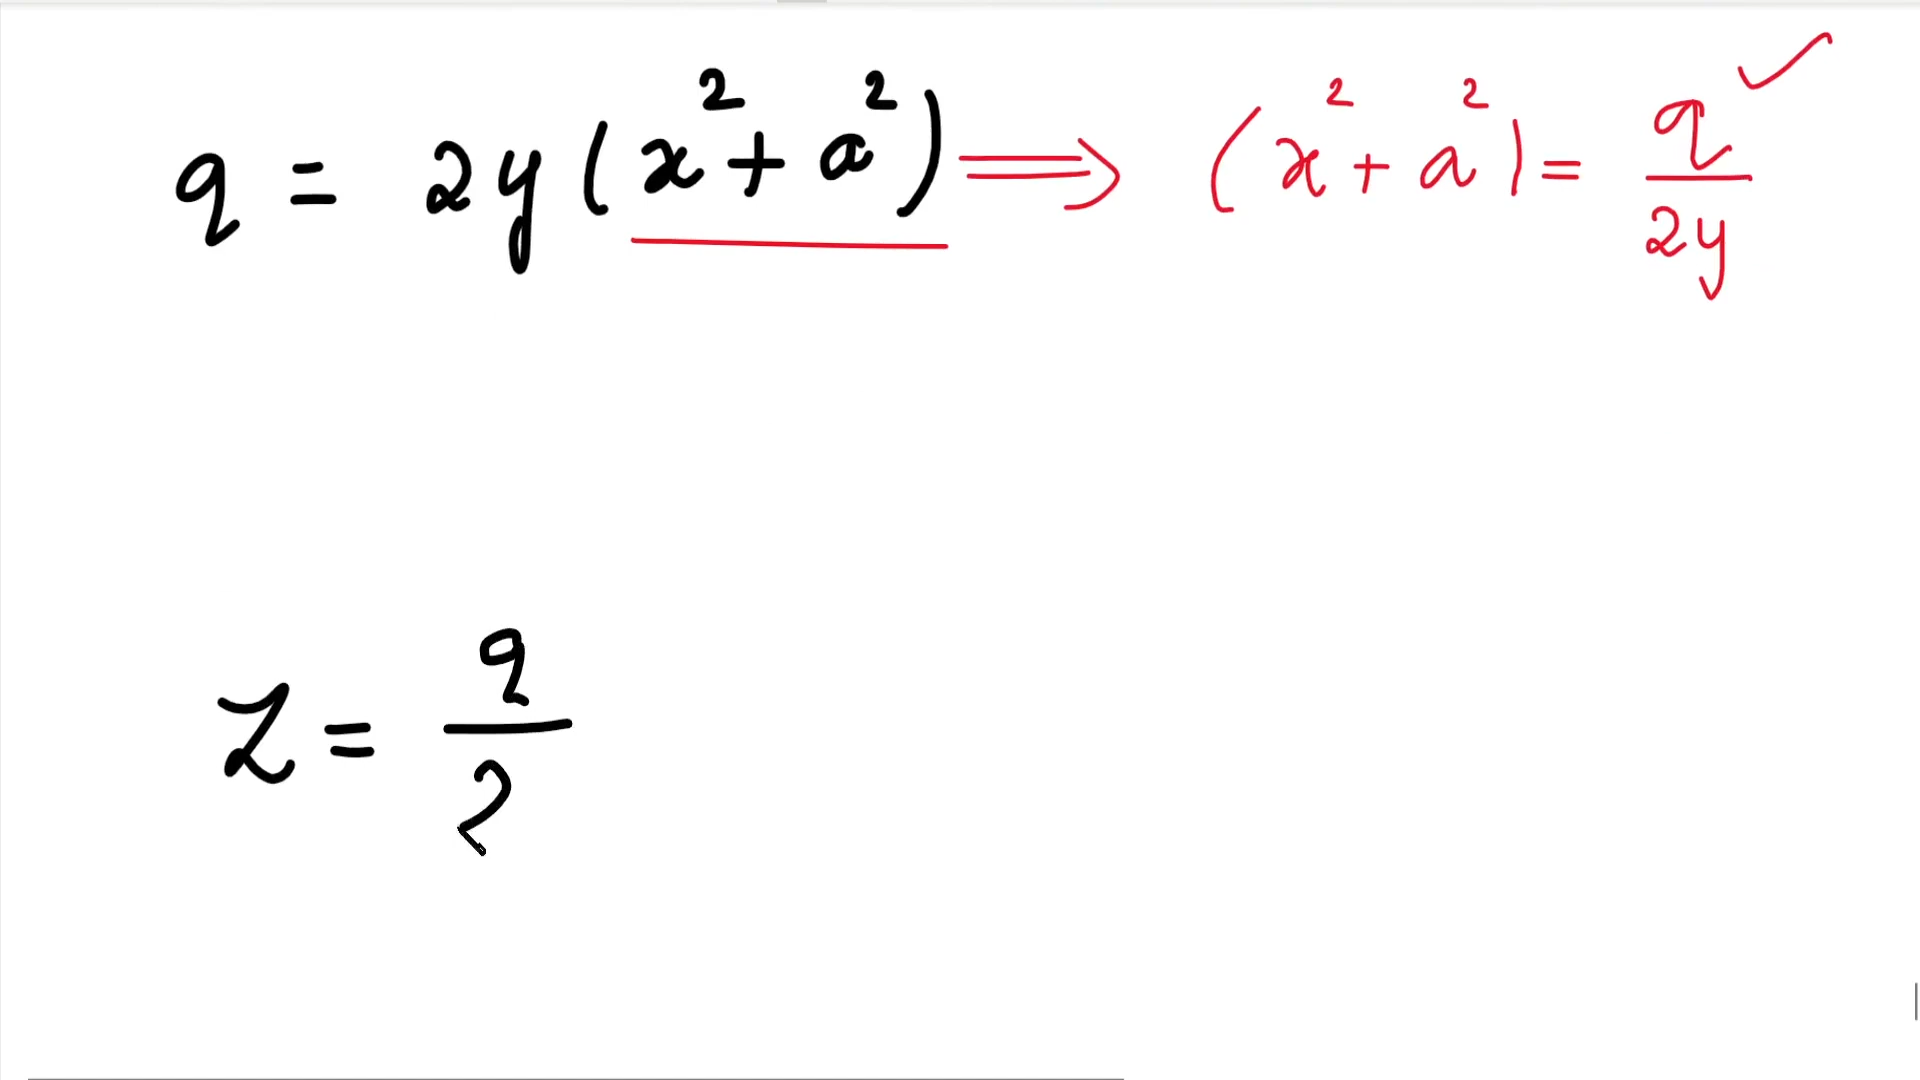 q = 2y(x²+a²) ⟹ (x²+a²) = q/2y ✓
Z = q/2